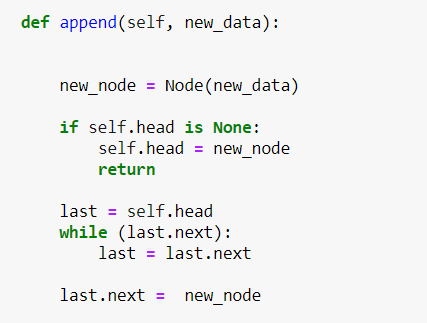 def append(self, new_data):
new_node = Node(new_data)
if self.head is None:
self.head = new_node
return
last = self.head
while (last.next):
last = last.next
last.next =  new_node